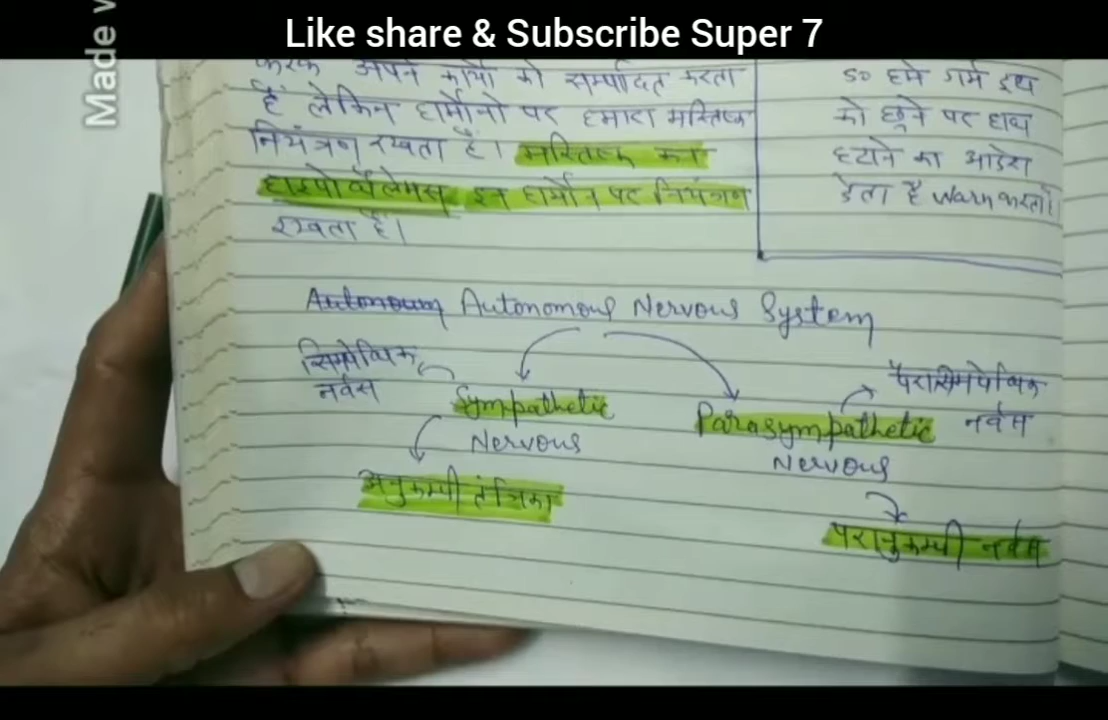 Like share & Subscribe Super 7
Made
करके अपने कार्यो को सम्पादित करता
है लेकिन हार्मोनो पर हमारा मस्तिष्क
नियंत्रण रखता है। मस्तिष्क का
हाइपोथैलेमस इन हार्मोन पर नियंत्रण
रखता है।
so हमे गर्म
को छूने पर हाथ
हटाने का आदेश
देता है warn करता
Autonomous Nervous System
सिम्पेथिक
नर्वस
Sympathetic
Nervous
अनुकम्पी तंत्रिका
Parasympathetic
Nervous
पैरासिमपेथिक
नर्वस
परानुकम्पी नर्वस